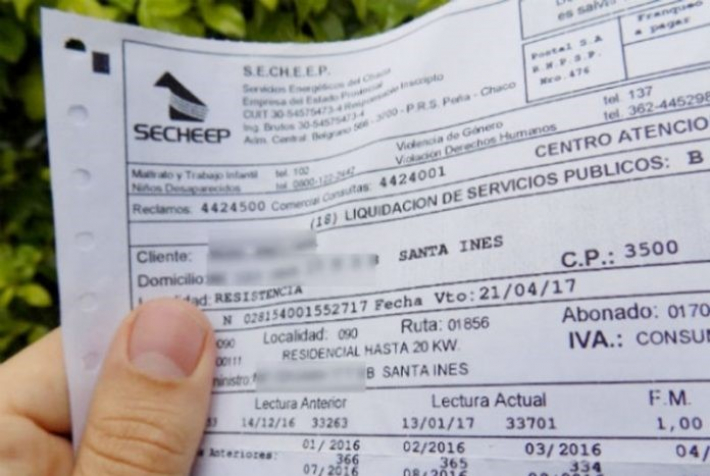 es salv
Franqueo
a pagar
Postal S.A
R.N.P.S.P.
Nro. 476
SECHEEP
S.E.CH.E.E.P.
Servicios Energéticos del Chaco
Empresa del Estado Provincial
CUIT 30-54575473-4 Responsable Inscripto
Ing. Brutos 30-54575473-4
Adm. Central: Belgrano 566 - 3700 - P.R.S. Peña - Chaco
Maltrato y Trabajo Infantil tel. 102
Niños Desaparecidos
Violencia de Género tel. 137
Violación Derechos Humanos tel. 362-445298
Reclamos: 4424500 Comercial Consultas: 4424001
CENTRO ATENCIO
(18) LIQUIDACION DE SERVICIOS PUBLICOS: B
Cliente:
Domicilio: SANTA INES C.P.: 3500
idad: RESISTENCIA
N 028154001552717 Fecha Vto: 21/04/17
090 Localidad: 090 Ruta: 01856 Abonado: 0170
00111 RESIDENCIAL HASTA 20 KW. IVA.: CONSU
ministro: B SANTA INES
Lectura Anterior Lectura Actual F.M.
14/12/16 33263 13/01/17 33701 1,00
Anteriores: 01/2016 02/2016 03/2016 04/
366 365 334
07/2016